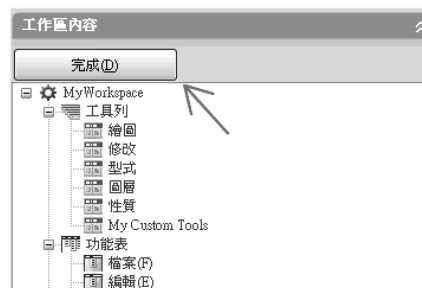 工作區內容
完成(D)
MyWorkspace
工具列
繪圖
修改
型式
圖層
性質
My Custom Tools
功能表
檔案(F)
編輯(E)